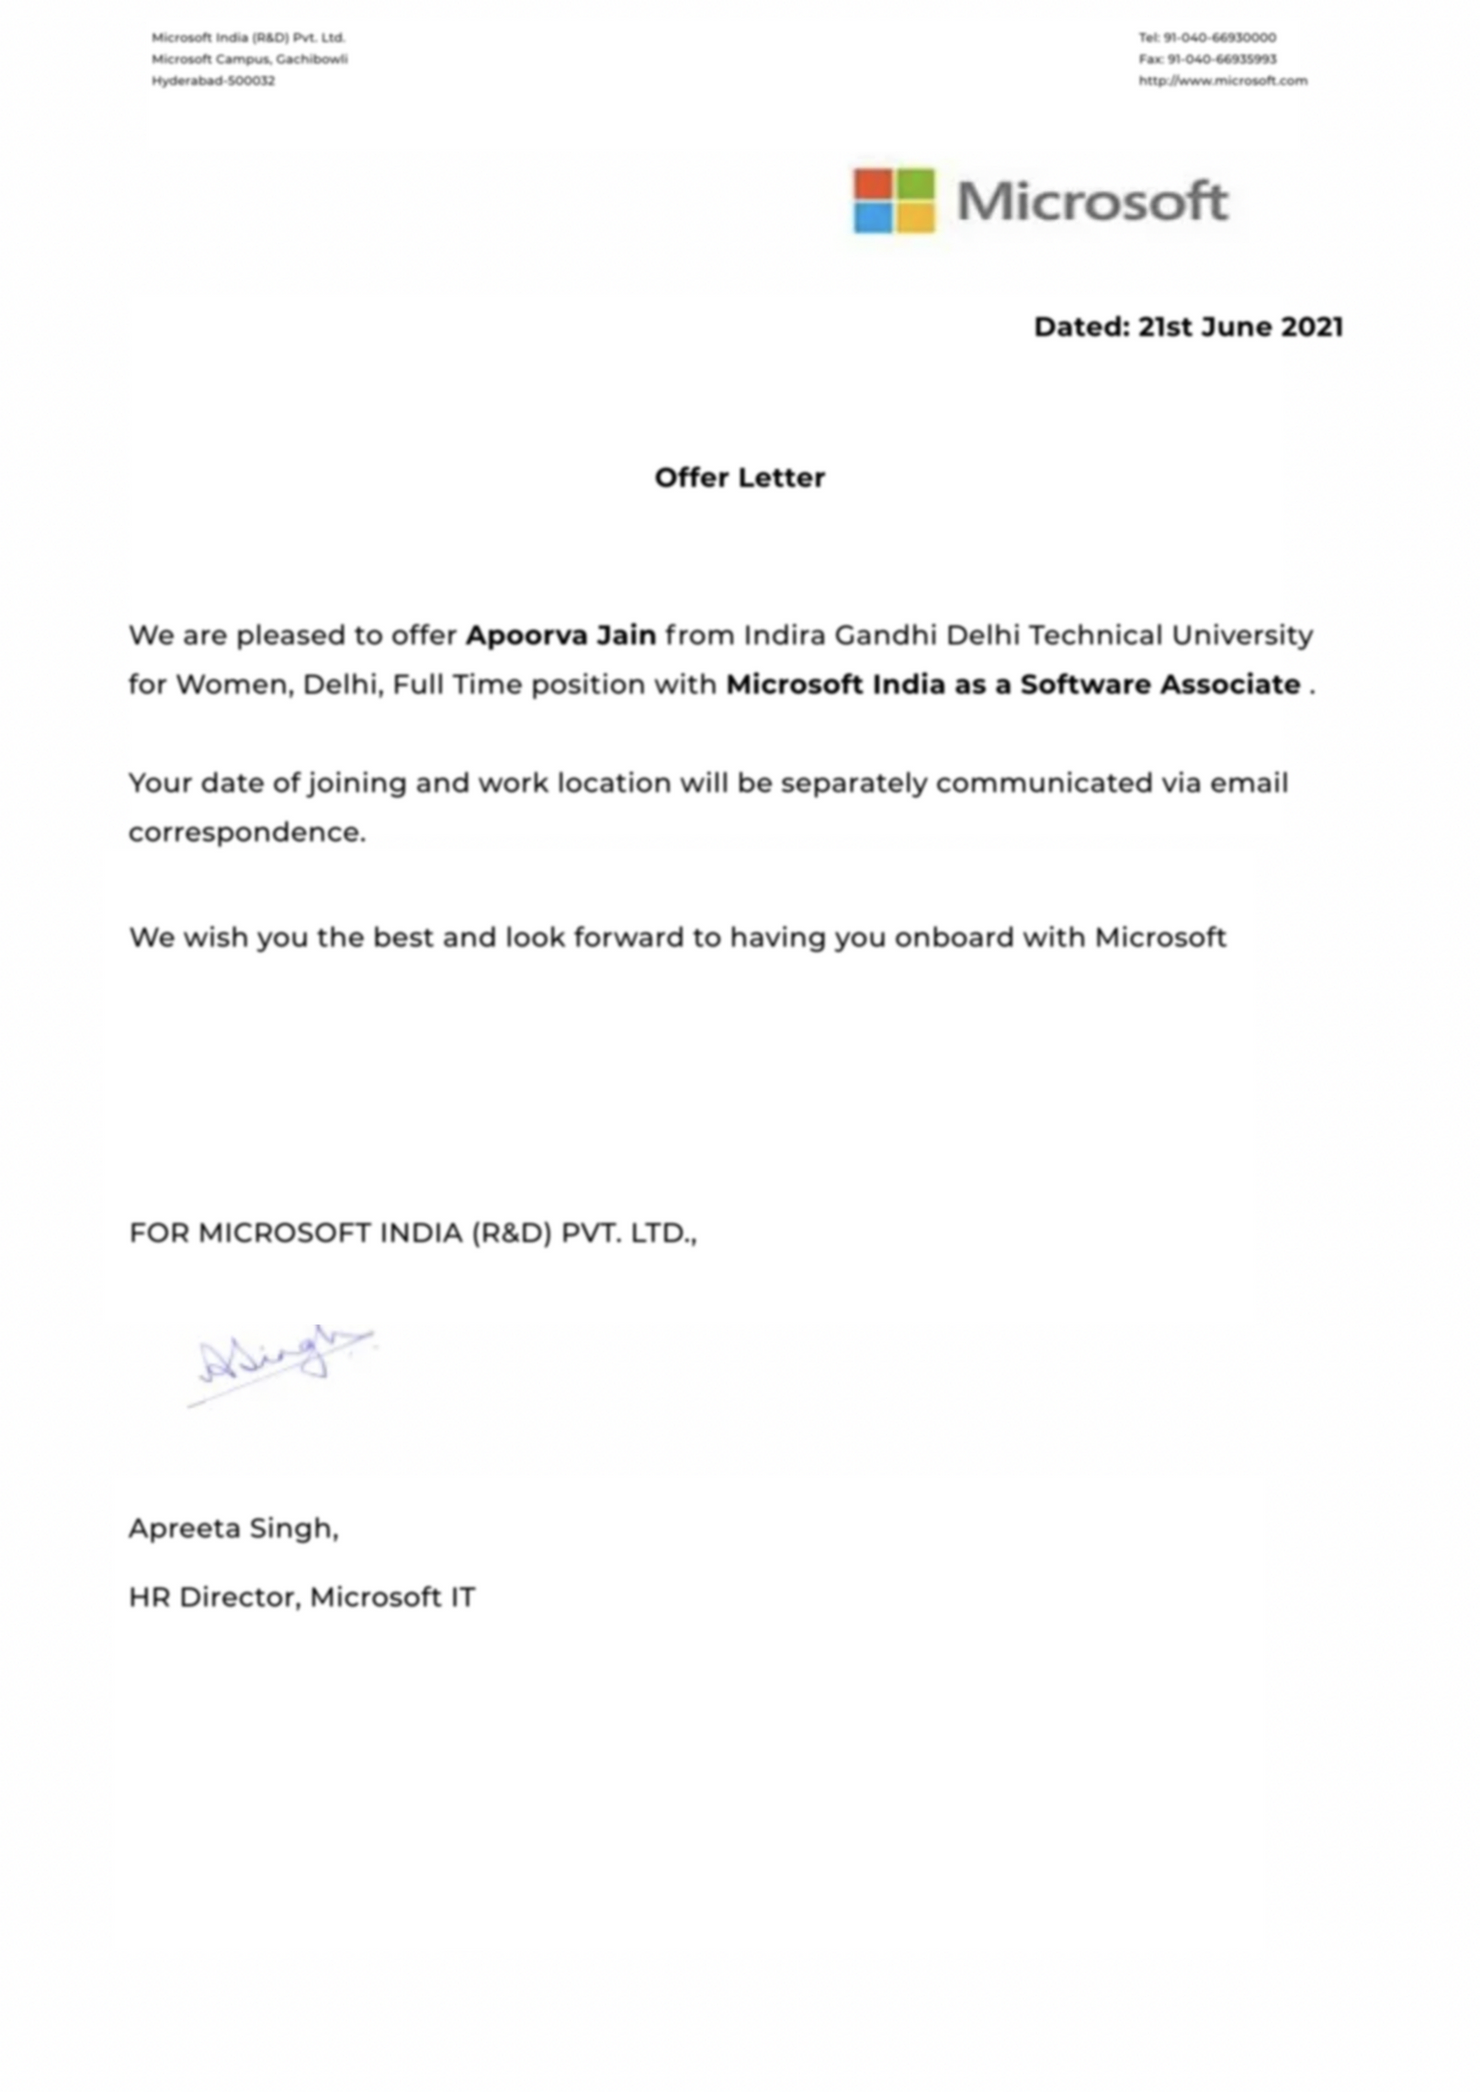 Microsoft India (R&D) Pvt. Ltd.
Microsoft Campus, Gachibowli
Hyderabad-500032
Tel: 91-040-66930000
Fax: 91-040-66935993
http://www.microsoft.com
Microsoft
Dated: 21st June 2021
Offer Letter
We are pleased to offer Apoorva Jain from Indira Gandhi Delhi Technical University
for Women, Delhi, Full Time position with Microsoft India as a Software Associate .
Your date of joining and work location will be separately communicated via email
correspondence.
We wish you the best and look forward to having you onboard with Microsoft
FOR MICROSOFT INDIA (R&D) PVT. LTD.,
ASingh
Apreeta Singh,
HR Director, Microsoft IT